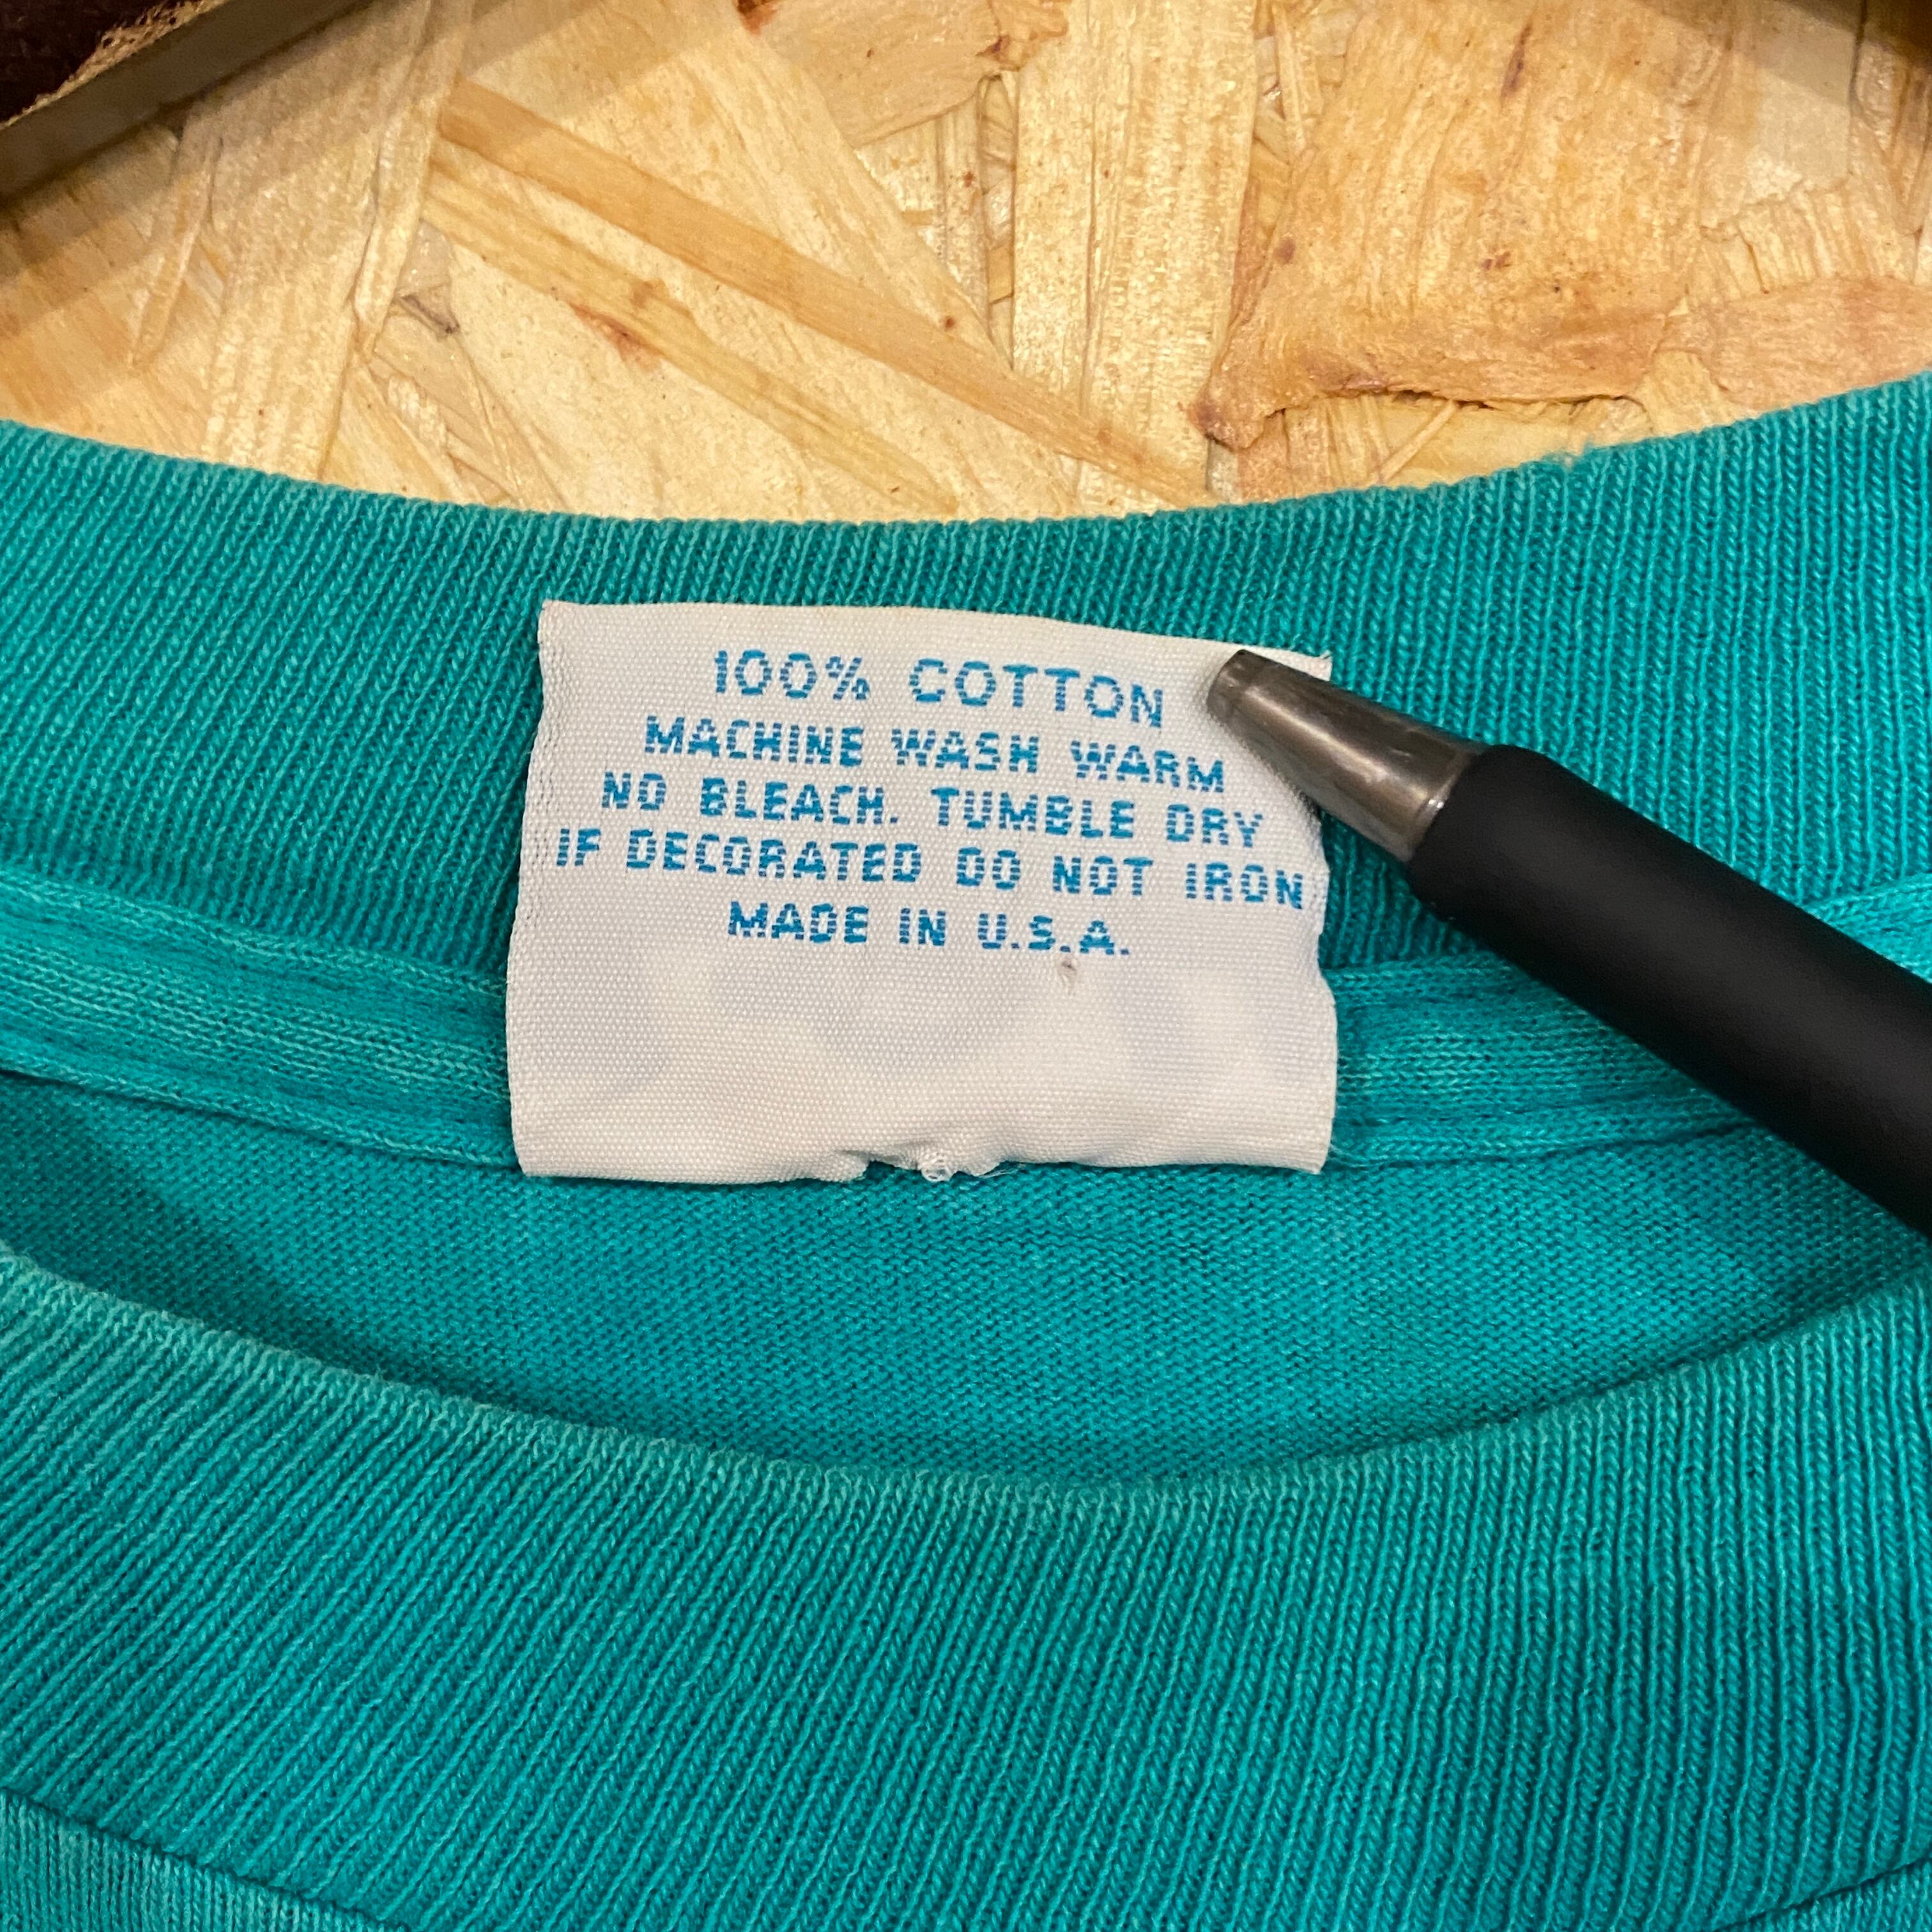 100% COTTON
MACHINE WASH WARM
NO BLEACH. TUMBLE DRY
IF DECORATED DO NOT IRON
MADE IN U.S.A.